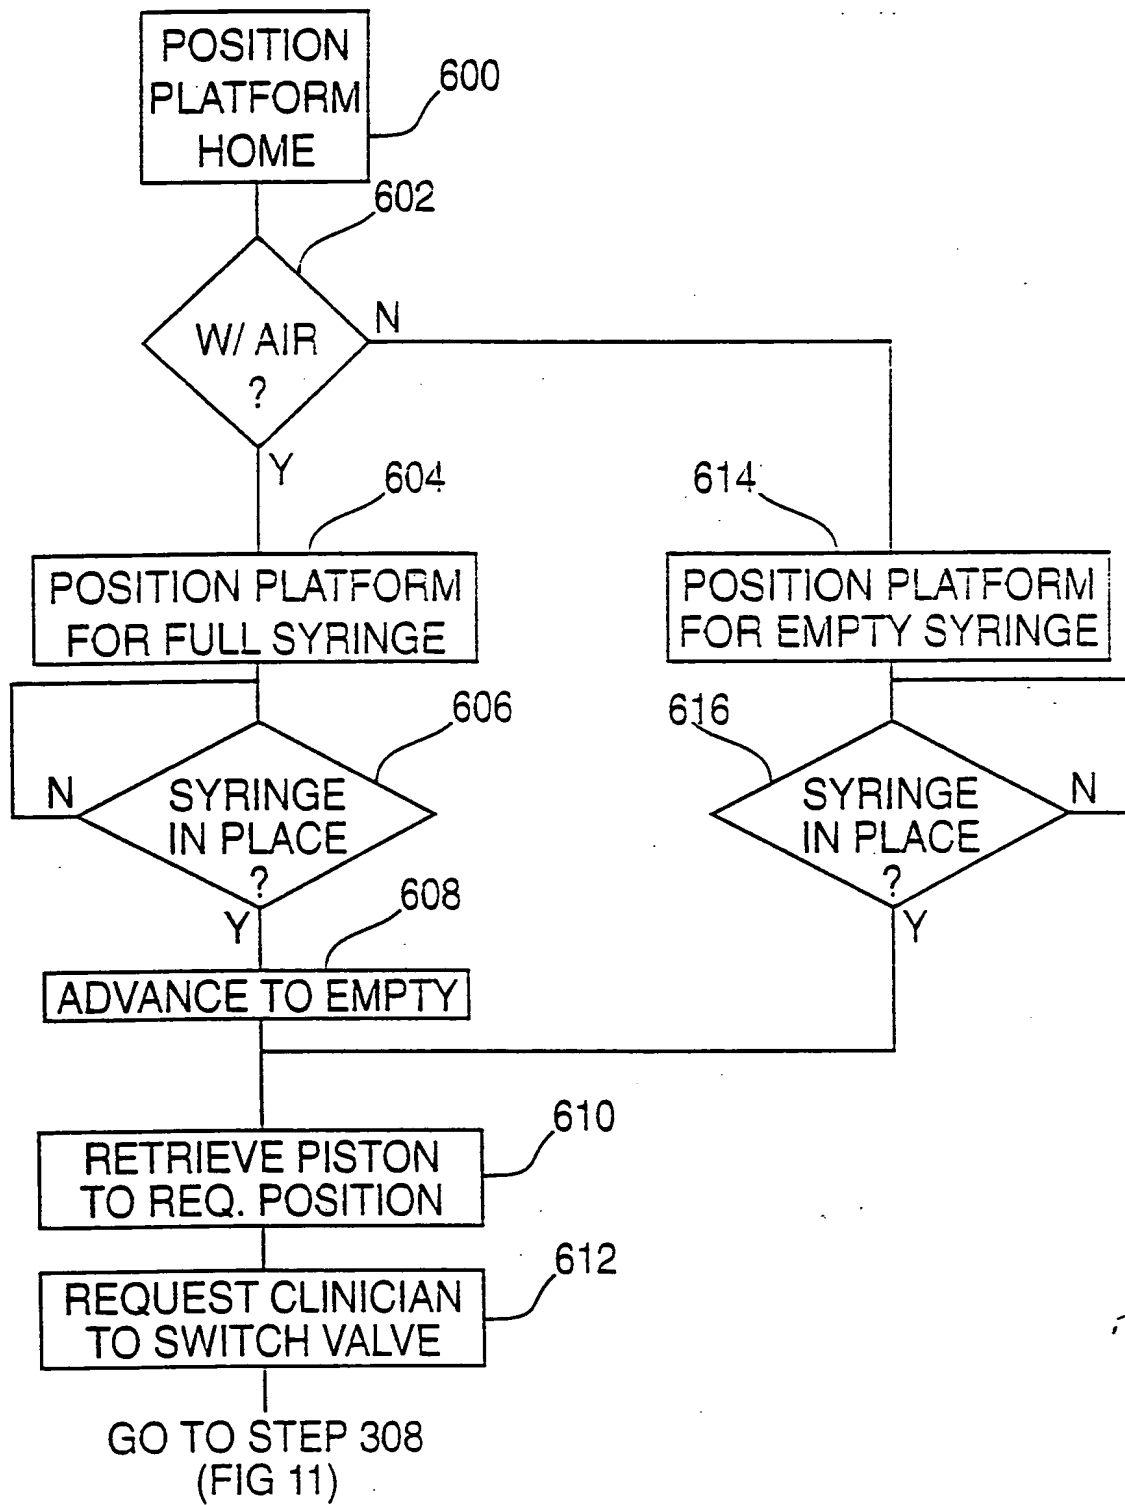 POSITION
PLATFORM
HOME
600
602
W/ AIR
?
N
Y
604
POSITION PLATFORM
FOR FULL SYRINGE
614
POSITION PLATFORM
FOR EMPTY SYRINGE
606
SYRINGE
IN PLACE
?
N
Y
616
SYRINGE
IN PLACE
?
N
Y
608
ADVANCE TO EMPTY
610
RETRIEVE PISTON
TO REQ. POSITION
612
REQUEST CLINICIAN
TO SWITCH VALVE
GO TO STEP 308
(FIG 11)